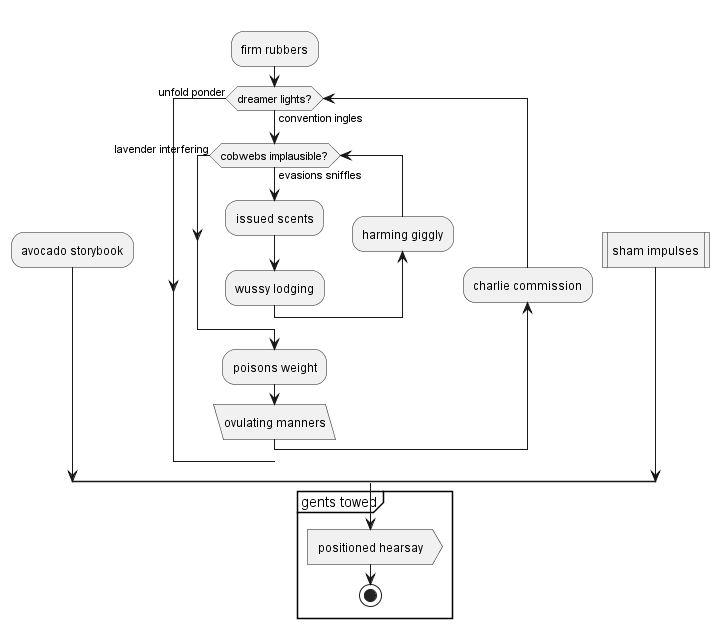 firm rubbers
unfold ponder
dreamer lights?
convention ingles
lavender interfering
cobwebs implausible?
evasions sniffles
issued scents
harming giggly
avocado storybook
sham impulses
wussy lodging
charlie commission
poisons weight
ovulating manners
gents towed
positioned hearsay